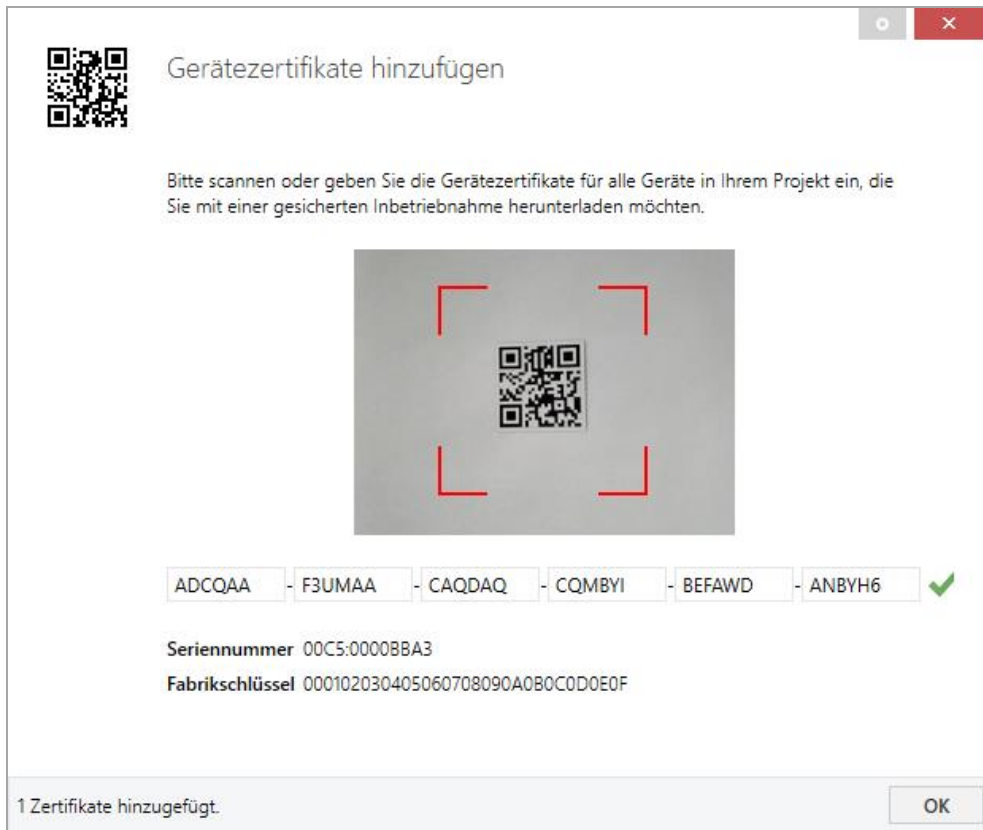 Gerätezertifikate hinzufügen
Bitte scannen oder geben Sie die Gerätezertifikate für alle Geräte in Ihrem Projekt ein, die
Sie mit einer gesicherten Inbetriebnahme herunterladen möchten.
ADCQAA - F3UMAA - CAQDAQ - CQMBYI - BEFAWD - ANBYH6
Seriennummer 00C5:0000BBA3
Fabrikschlüssel 000102030405060708090A0B0C0D0E0F
1 Zertifikate hinzugefügt.
OK